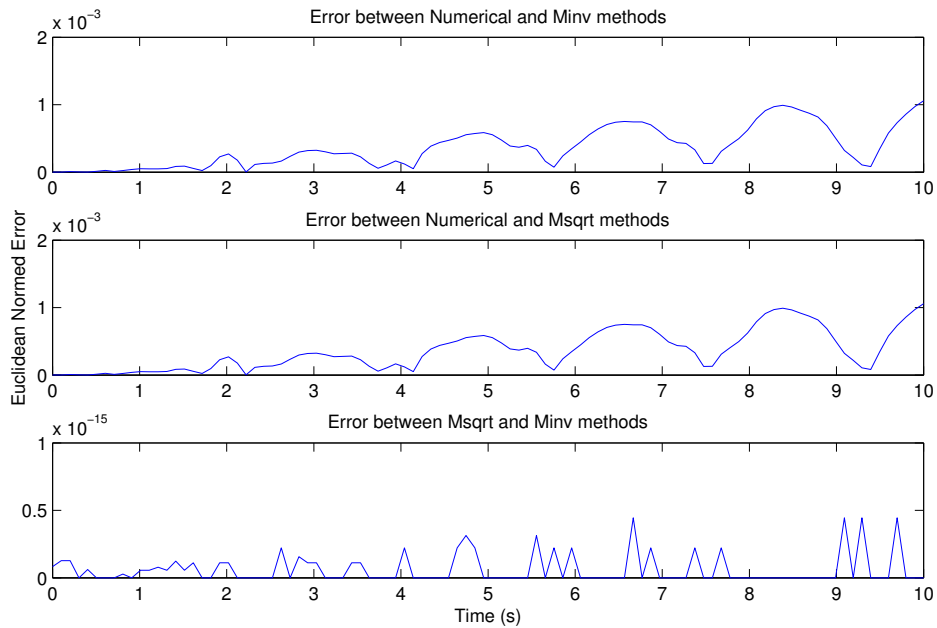 Error between Numerical and Minv methods
x 10^-3
2
1
0
0 1 2 3 4 5 6 7 8 9 10
Error between Numerical and Msqrt methods
x 10^-3
2
1
0
0 1 2 3 4 5 6 7 8 9 10
Euclidean Normed Error
Error between Msqrt and Minv methods
x 10^-15
1
0.5
0
0 1 2 3 4 5 6 7 8 9 10
Time (s)